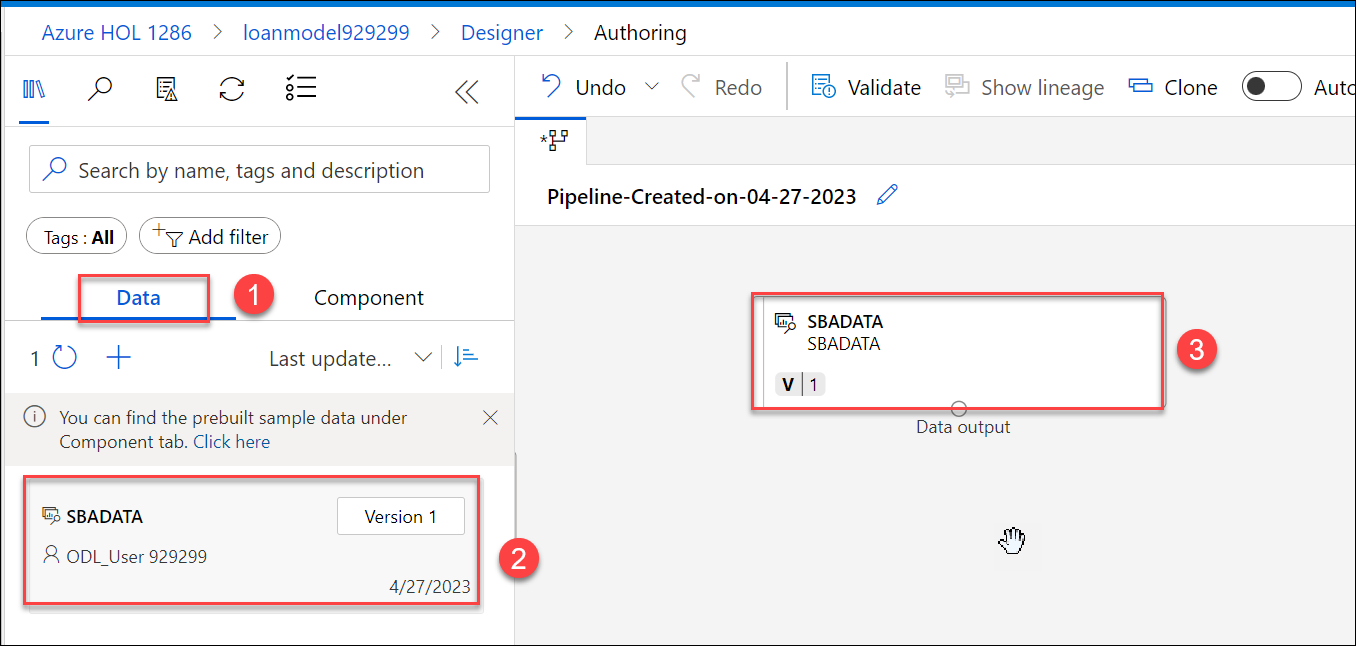 Azure HOL 1286 > loanmodel929299 > Designer > Authoring
Undo Redo Validate Show lineage Clone Auto
Search by name, tags and description
Pipeline-Created-on-04-27-2023
Tags : All Add filter
Data 1 Component
1 Last update...
SBADATA
SBADATA
3
V 1
Data output
You can find the prebuilt sample data under
Component tab. Click here
SBADATA Version 1
ODL_User 929299
2
4/27/2023